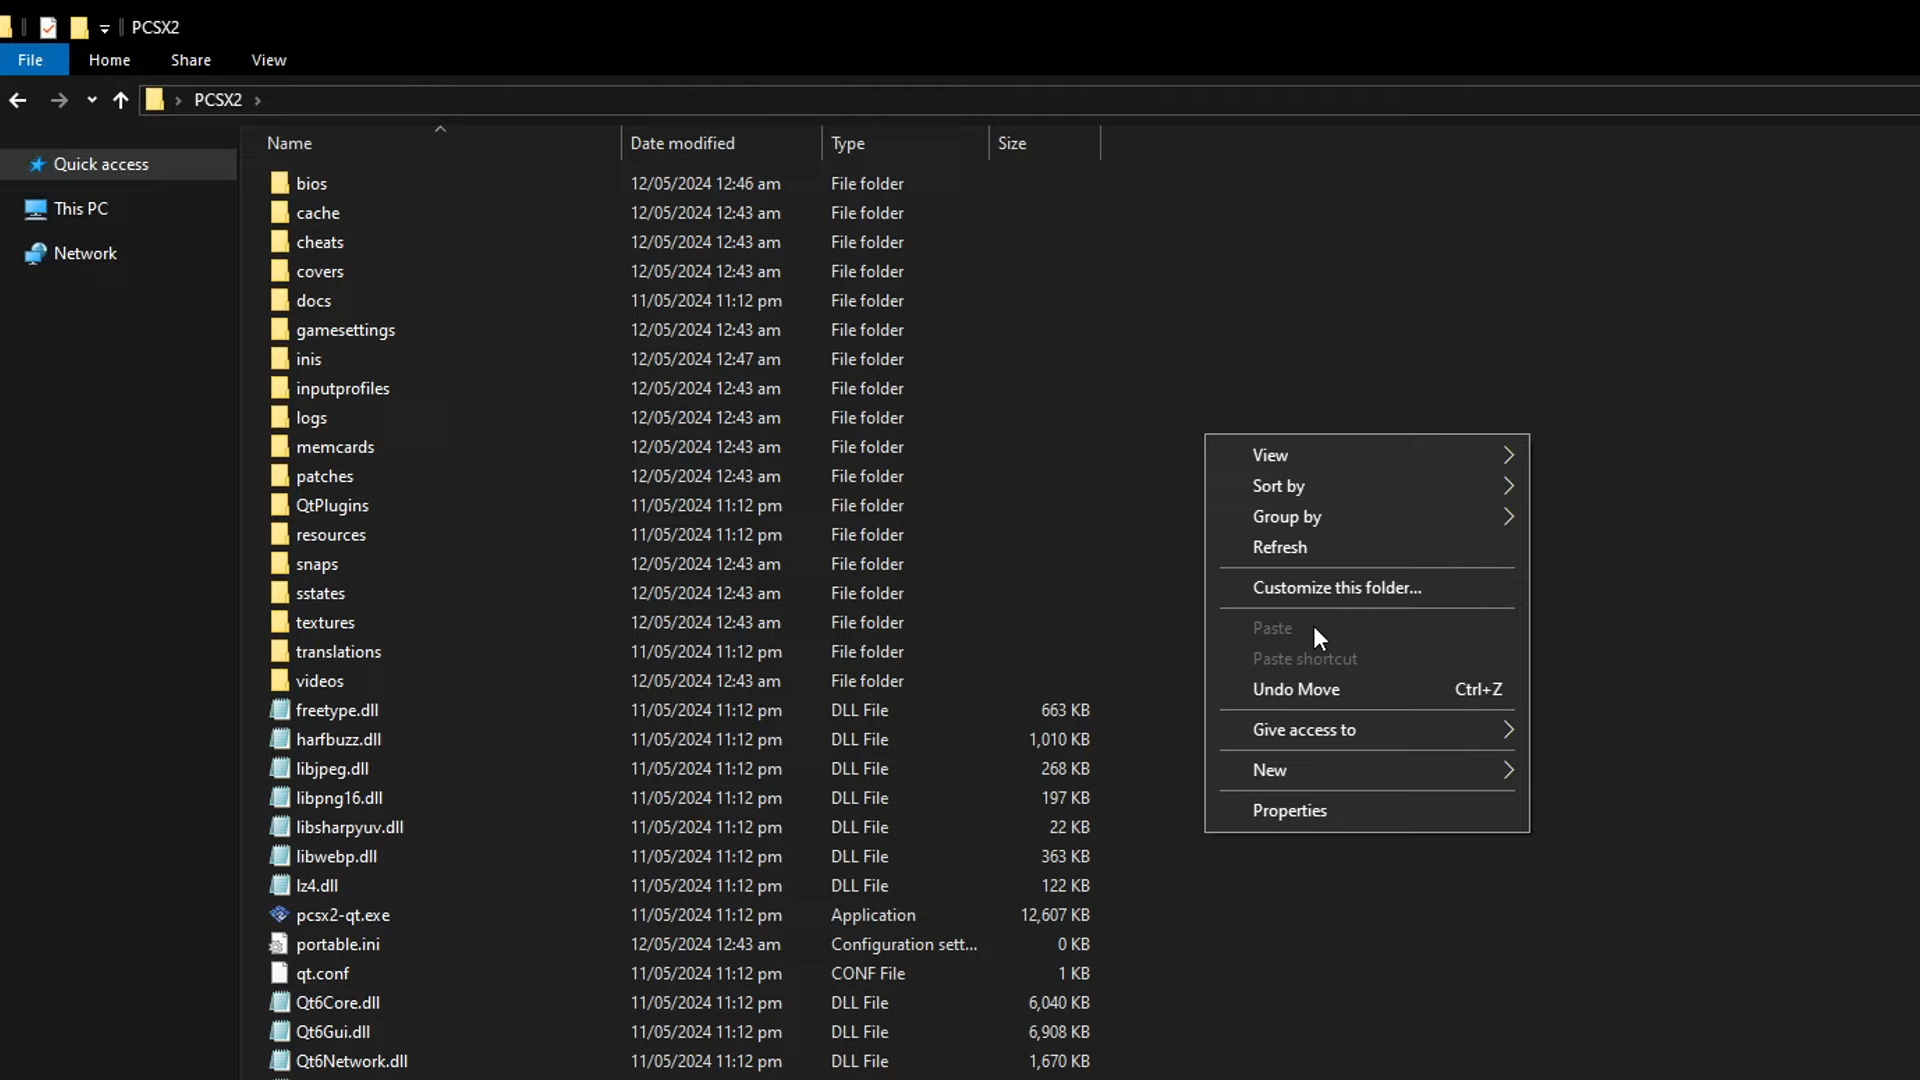 PCSX2
File Home Share View
PCSX2
Name Date modified Type Size
Quick access
This PC
Network
bios 12/05/2024 12:46 am File folder
cache 12/05/2024 12:43 am File folder
cheats 12/05/2024 12:43 am File folder
covers 12/05/2024 12:43 am File folder
docs 11/05/2024 11:12 pm File folder
gamesettings 12/05/2024 12:43 am File folder
inis 12/05/2024 12:47 am File folder
inputprofiles 12/05/2024 12:43 am File folder
logs 12/05/2024 12:43 am File folder
memcards 12/05/2024 12:43 am File folder
patches 12/05/2024 12:43 am File folder
QtPlugins 11/05/2024 11:12 pm File folder
resources 11/05/2024 11:12 pm File folder
snaps 12/05/2024 12:43 am File folder
sstates 12/05/2024 12:43 am File folder
textures 12/05/2024 12:43 am File folder
translations 11/05/2024 11:12 pm File folder
videos 12/05/2024 12:43 am File folder
freetype.dll 11/05/2024 11:12 pm DLL File 663 KB
harfbuzz.dll 11/05/2024 11:12 pm DLL File 1,010 KB
libjpeg.dll 11/05/2024 11:12 pm DLL File 268 KB
libpng16.dll 11/05/2024 11:12 pm DLL File 197 KB
libsharpyuv.dll 11/05/2024 11:12 pm DLL File 22 KB
libwebp.dll 11/05/2024 11:12 pm DLL File 363 KB
lz4.dll 11/05/2024 11:12 pm DLL File 122 KB
pcsx2-qt.exe 11/05/2024 11:12 pm Application 12,607 KB
portable.ini 12/05/2024 12:43 am Configuration sett... 0 KB
qt.conf 11/05/2024 11:12 pm CONF File 1 KB
Qt6Core.dll 11/05/2024 11:12 pm DLL File 6,040 KB
Qt6Gui.dll 11/05/2024 11:12 pm DLL File 6,908 KB
Qt6Network.dll 11/05/2024 11:12 pm DLL File 1,670 KB
View
Sort by
Group by
Refresh
Customize this folder...
Paste
Paste shortcut
Undo Move Ctrl+Z
Give access to
New
Properties